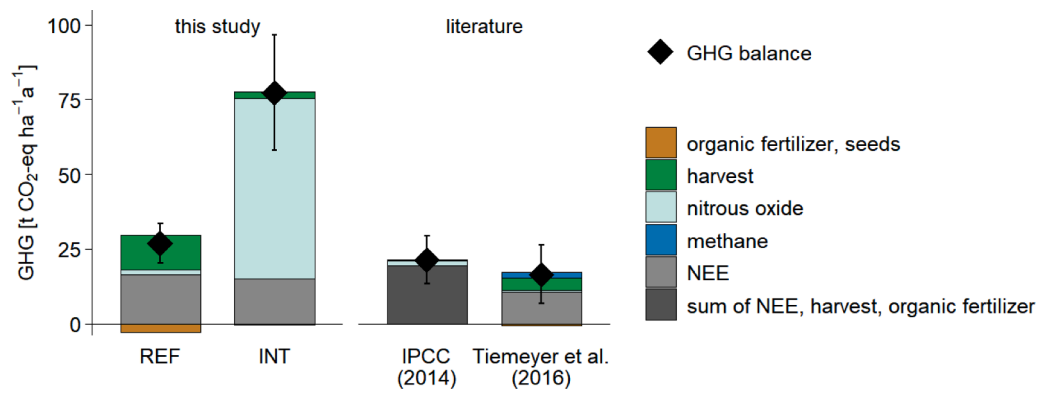 this study
literature
GHG [t CO₂-eq ha⁻¹a⁻¹]
100
75
50
25
0
REF
INT
IPCC
(2014)
Tiemeyer et al.
(2016)
GHG balance
organic fertilizer, seeds
harvest
nitrous oxide
methane
NEE
sum of NEE, harvest, organic fertilizer